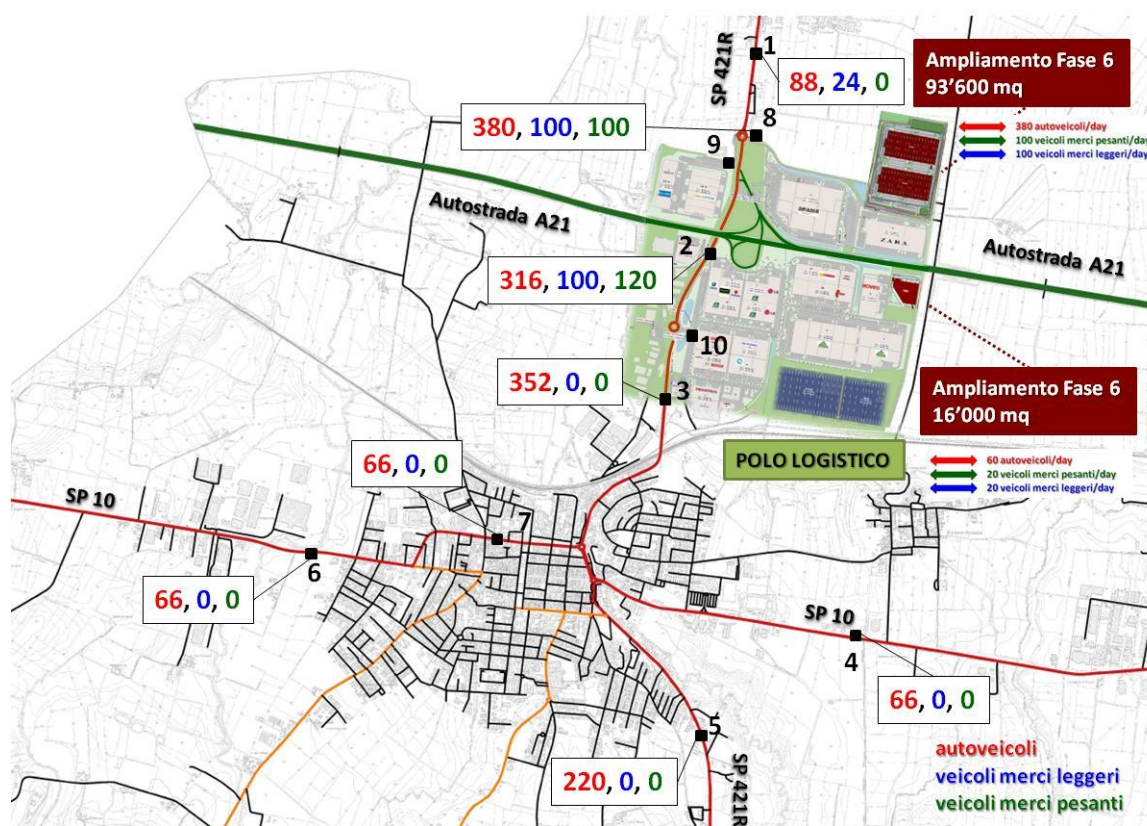 SP 421R
1
88, 24, 0
Ampliamento Fase 6
93’600 mq
380 autoveicoli/day
100 veicoli merci pesanti/day
100 veicoli merci leggeri/day
380, 100, 100
8
9
Autostrada A21
ZARA
2
Autostrada A21
316, 100, 120
LG
10
352, 0, 0
3
Ampliamento Fase 6
16’000 mq
POLO LOGISTICO
60 autoveicoli/day
20 veicoli merci pesanti/day
20 veicoli merci leggeri/day
66, 0, 0
SP 10
7
6
66, 0, 0
SP 10
4
66, 0, 0
5
220, 0, 0
SP 421R
autoveicoli
veicoli merci leggeri
veicoli merci pesanti